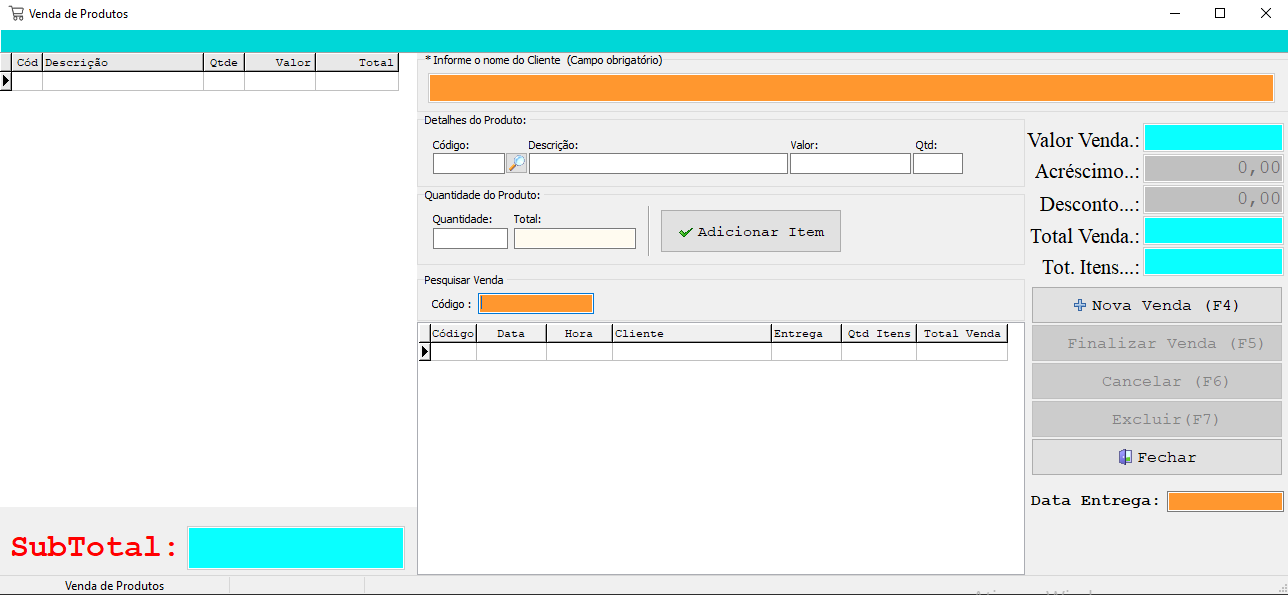 Venda de Produtos
Cód Descrição Qtde Valor Total
* Informe o nome do Cliente (Campo obrigatório)
Detalhes do Produto:
Código: Descrição: Valor: Qtd:
Quantidade do Produto:
Quantidade: Total:
Adicionar Item
Pesquisar Venda
Código :
Código Data Hora Cliente Entrega Qtd Itens Total Venda
Valor Venda.:
Acréscimo..: 0,00
Desconto...: 0,00
Total Venda.:
Tot. Itens...:
Nova Venda (F4)
Finalizar Venda (F5)
Cancelar (F6)
Excluir(F7)
Fechar
Data Entrega:
SubTotal:
Venda de Produtos